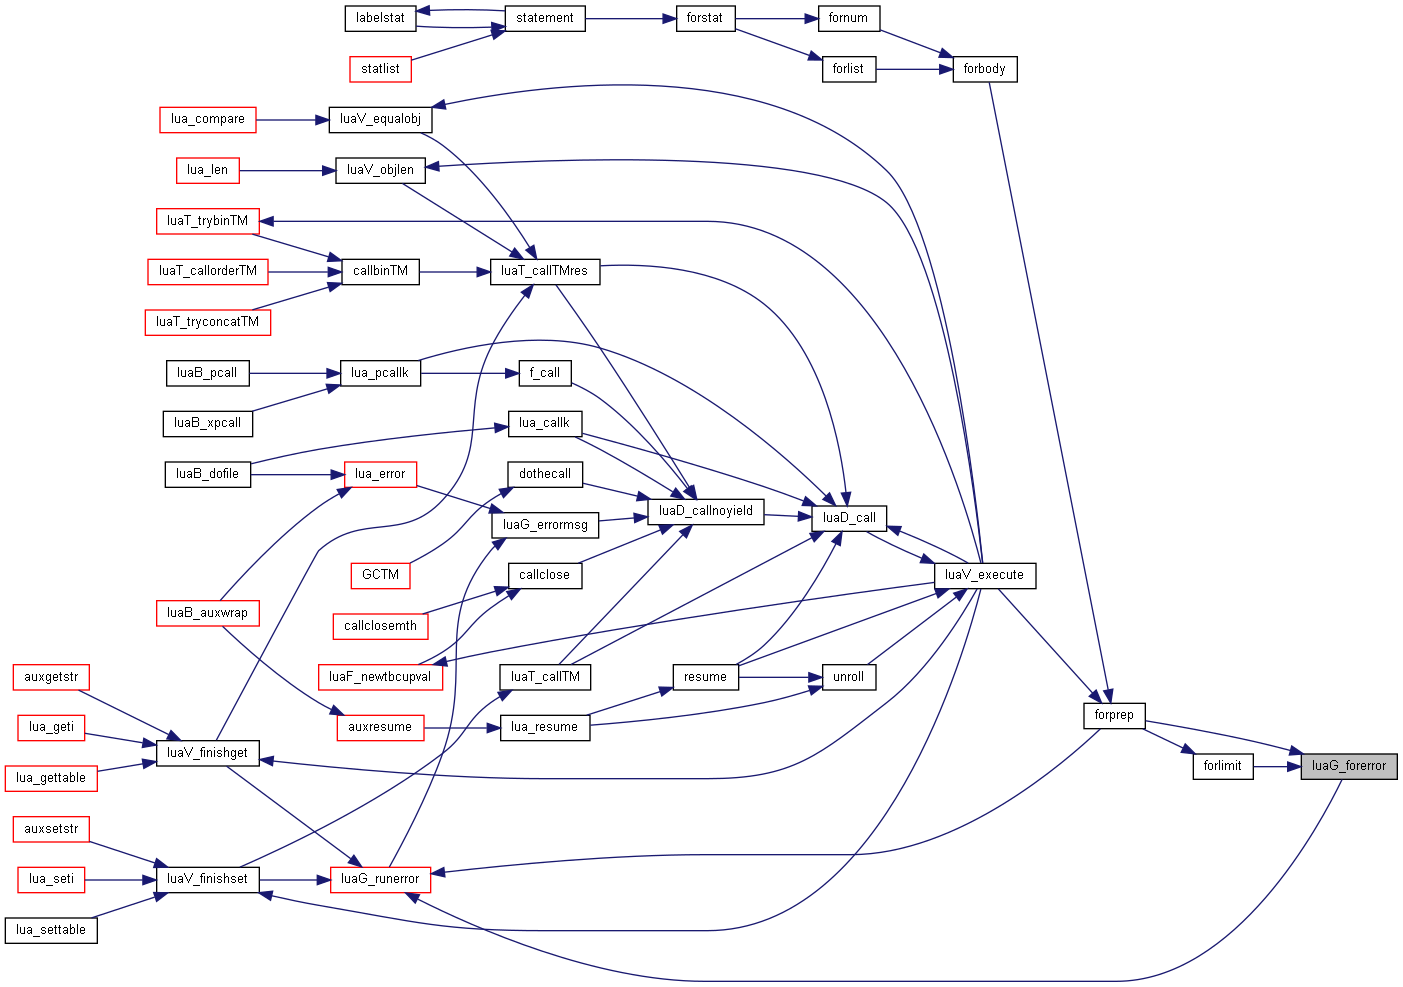 labelstat
statement
forstat
fornum
statlist
forlist
forbody
lua_compare
luaV_equalobj
lua_len
luaV_objlen
luaT_trybinTM
luaT_callorderTM
callbinTM
luaT_callTMres
luaT_tryconcatTM
luaB_pcall
lua_pcallk
f_call
luaB_xpcall
lua_callk
luaB_dofile
lua_error
dothecall
luaD_callnoyield
luaD_call
luaG_errormsg
GCTM
callclose
luaV_execute
luaB_auxwrap
callclosemth
auxgetstr
luaF_newtbcupval
luaT_callTM
resume
unroll
lua_geti
auxresume
lua_resume
forprep
luaV_finishget
lua_gettable
forlimit
luaG_forerror
auxsetstr
lua_seti
luaV_finishset
luaG_runerror
lua_settable